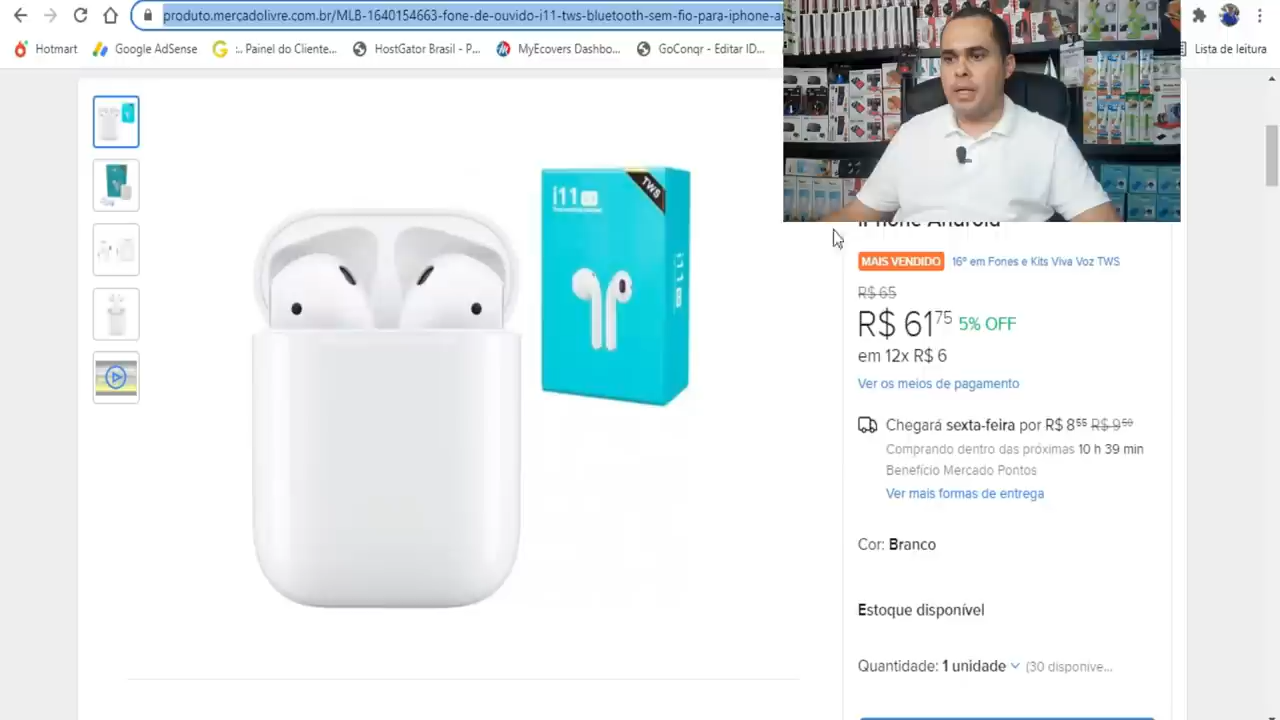 produto.mercadolivre.com.br/MLB-1640154663-fone-de-ouvido-i11-tws-bluetooth-sem-fio-para-iphone-a
Hotmart
Google AdSense
:. Painel do Cliente...
HostGator Brasil - P...
MyEcovers Dashbo...
GoConqr - Editar ID...
Lista de leitura
i11
TWS
i11
iPhone Android
MAIS VENDIDO 16º em Fones e Kits Viva Voz TWS
R$ 65
R$ 61 75 5% OFF
em 12x R$ 6
Ver os meios de pagamento
Chegará sexta-feira por R$ 8 55 R$ 9 50
Comprando dentro das próximas 10 h 39 min
Benefício Mercado Pontos
Ver mais formas de entrega
Cor: Branco
Estoque disponível
Quantidade: 1 unidade (30 disponíve...